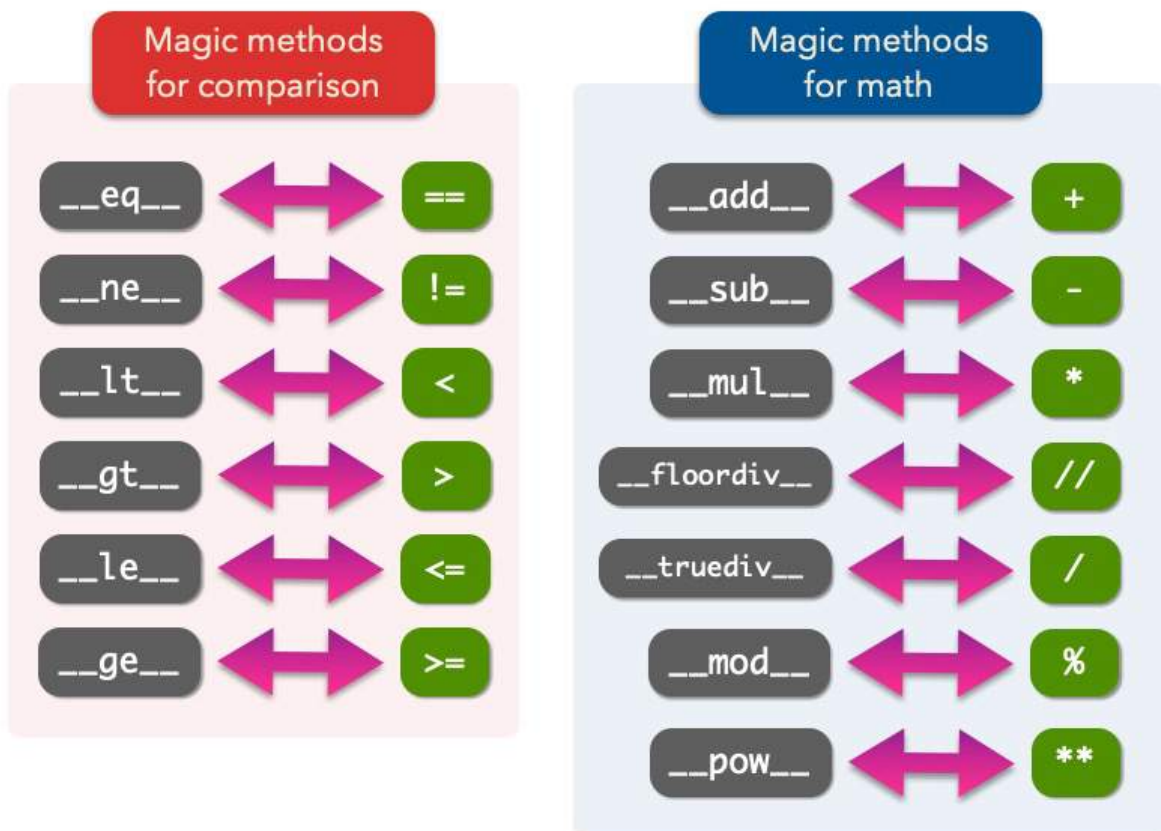 Magic methods
for comparison
__eq__ ==
__ne__ !=
__lt__ <
__gt__ >
__le__ <=
__ge__ >=
Magic methods
for math
__add__ +
__sub__ -
__mul__ *
__floordiv__ //
__truediv__ /
__mod__ %
__pow__ **